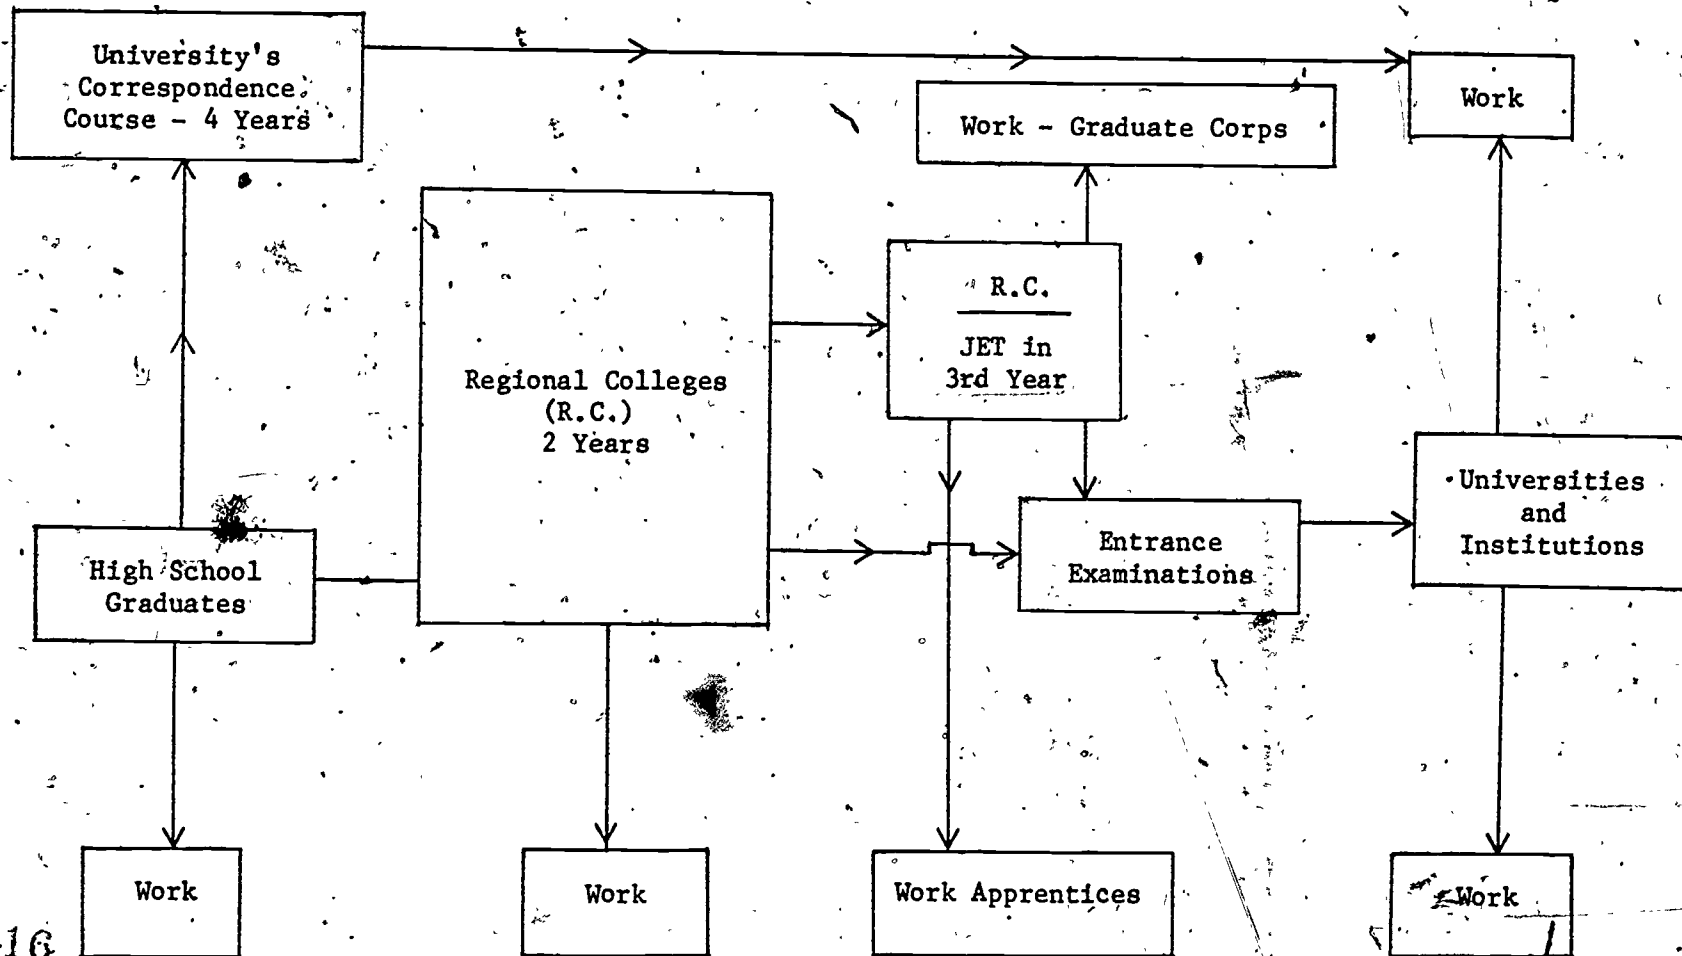 University's
Correspondence
Course - 4 Years
Work
Work - Graduate Corps
R.C.
JET in
3rd Year
Regional Colleges
(R.C.)
2 Years
Universities
and
Institutions
Entrance
Examinations
High School
Graduates
Work
Work
Work Apprentices
Work
16